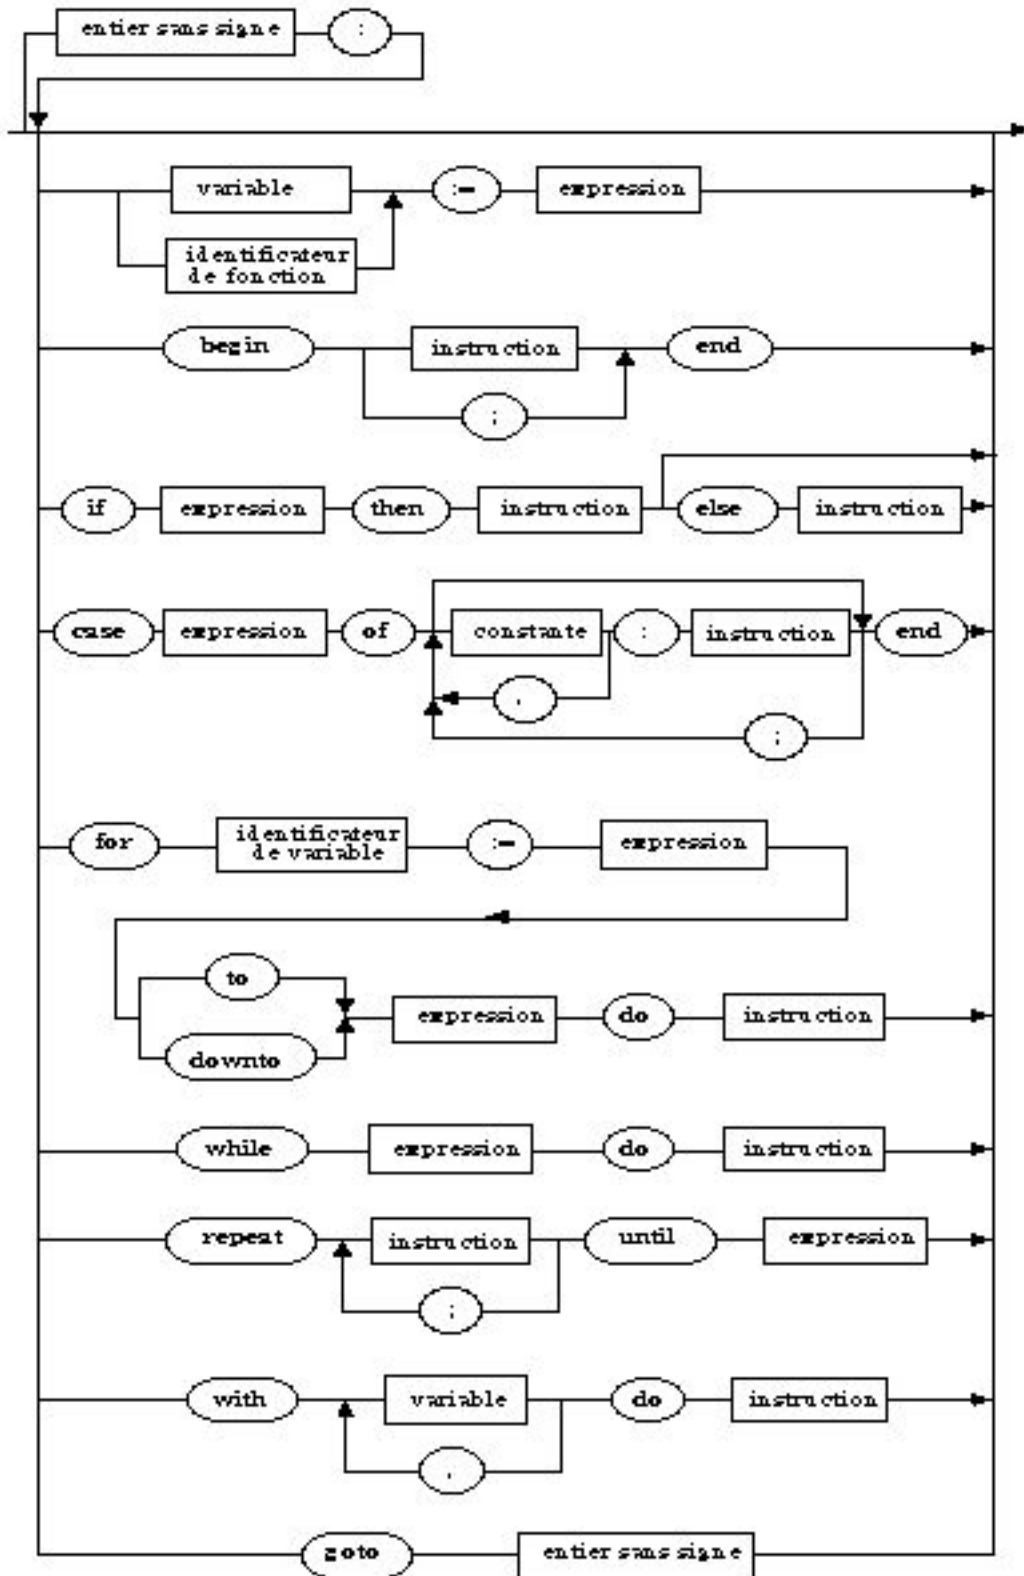 entier sans signe :
variable := expression
identificateur
de fonction
begin instruction end
;
if expression then instruction else instruction
case expression of constante : instruction end
,
;
for identificateur
de variable := expression
to
expression do instruction
downto
while expression do instruction
repeat instruction until expression
;
with variable do instruction
,
goto entier sans signe